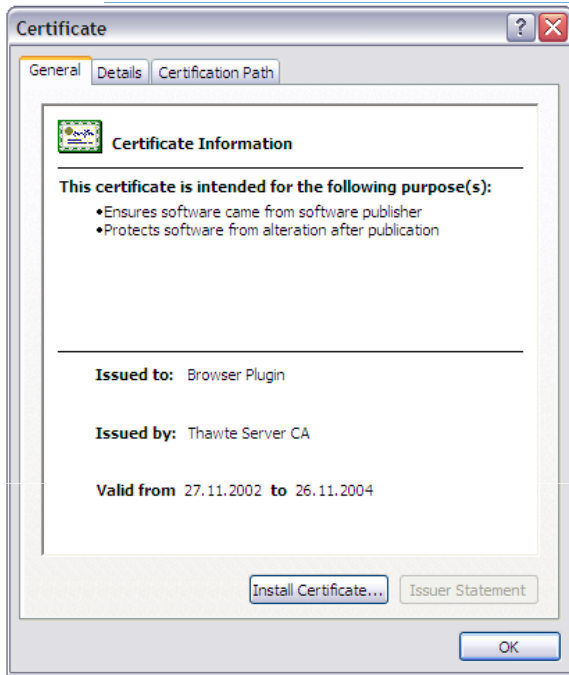 Certificate
General Details Certification Path
Certificate Information
This certificate is intended for the following purpose(s):
•Ensures software came from software publisher
•Protects software from alteration after publication
Issued to: Browser Plugin
Issued by: Thawte Server CA
Valid from 27.11.2002 to 26.11.2004
Install Certificate... Issuer Statement
OK